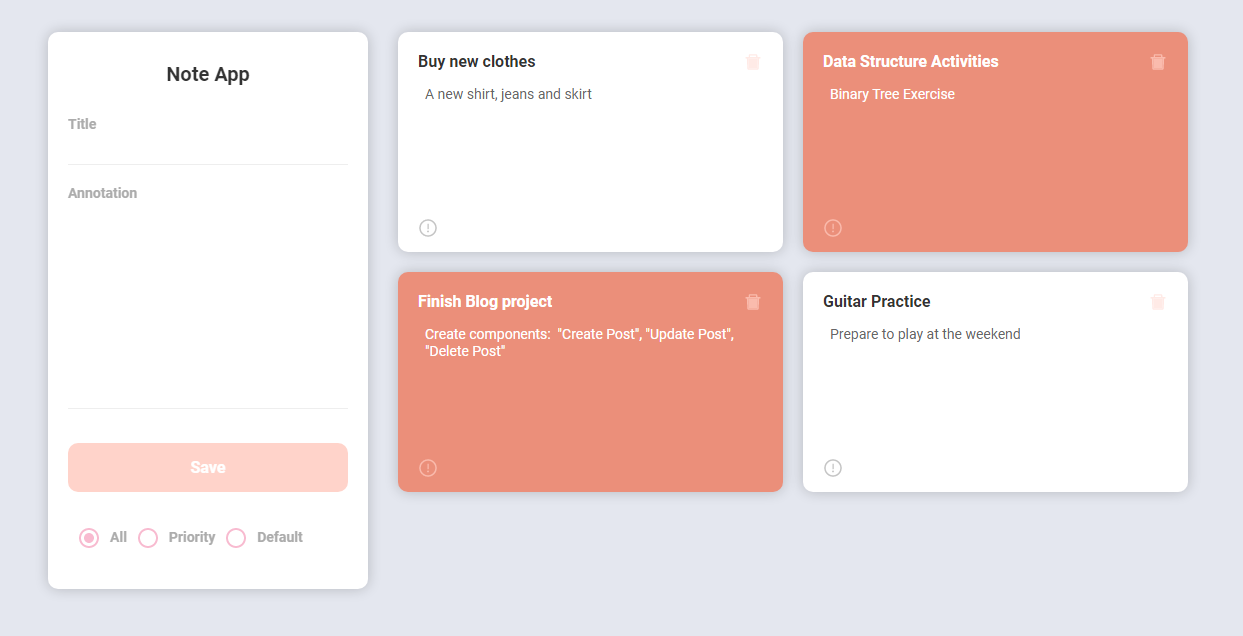 Note App
Title
Annotation
Save
All Priority Default
Buy new clothes
A new shirt, jeans and skirt
Data Structure Activities
Binary Tree Exercise
Finish Blog project
Create components:  "Create Post", "Update Post",
"Delete Post"
Guitar Practice
Prepare to play at the weekend